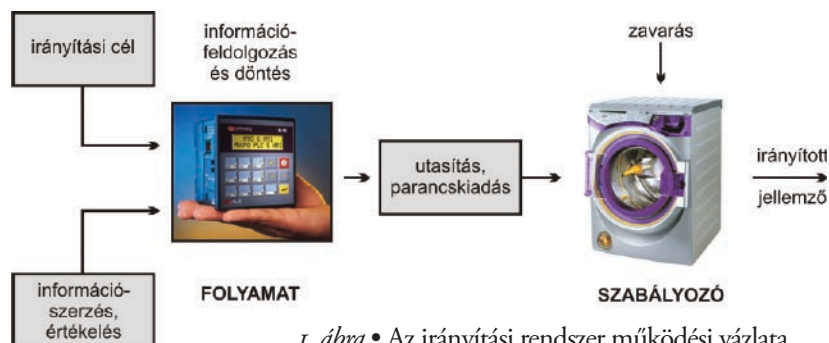 irányítási cél
információ-
feldolgozás
és döntés
zavarás
utasítás,
parancskiadás
irányított
jellemző
információ-
szerzés,
értékelés
FOLYAMAT
SZABÁLYOZÓ
1. ábra • Az irányítási rendszer működési vázlata